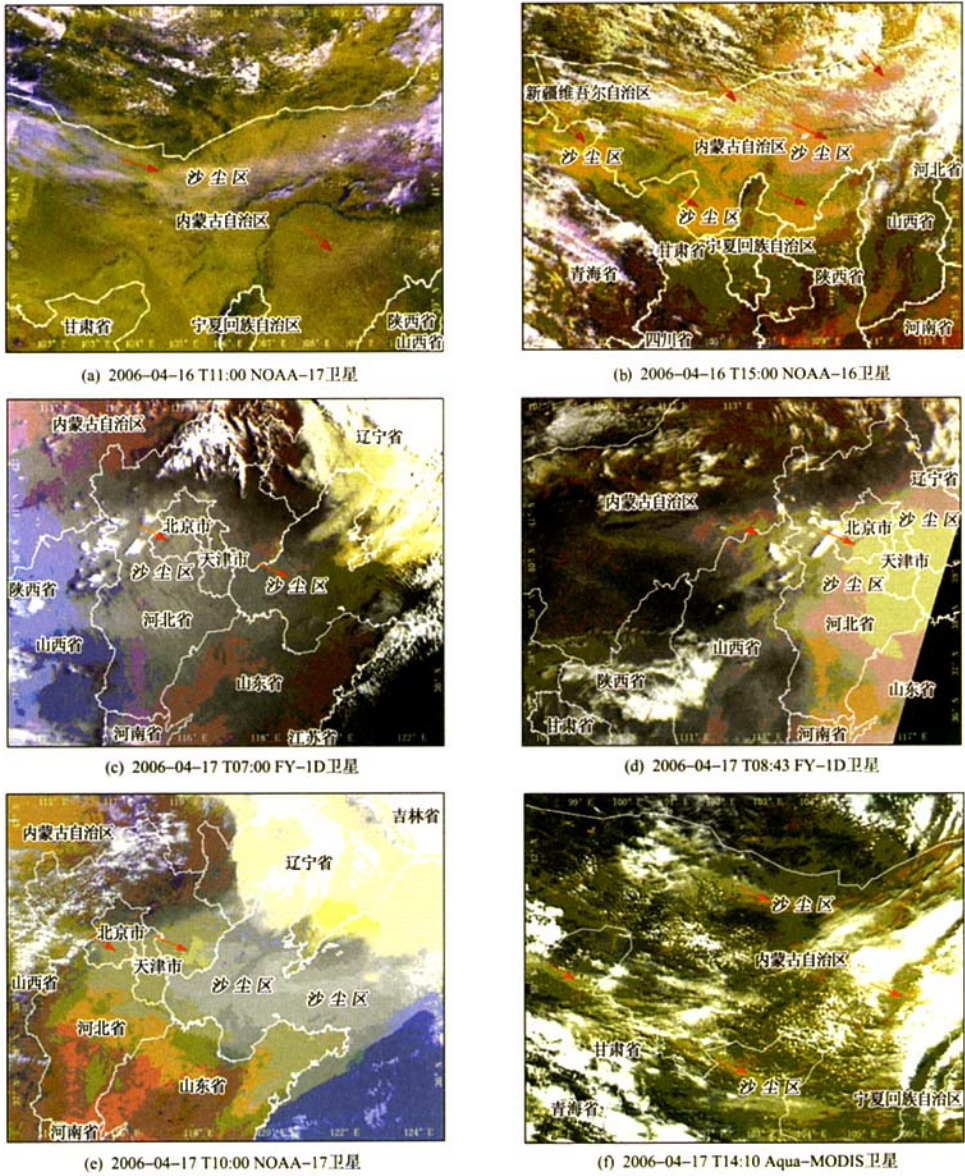 沙尘区
内蒙古自治区
甘肃省
宁夏回族自治区
陕西省
山西省
(a) 2006-04-16 T11:00 NOAA-17卫星
新疆维吾尔自治区
内蒙古自治区
沙尘区
沙尘区
河北省
沙尘区
山西省
甘肃省
宁夏回族自治区
青海省
陕西省
四川省
河南省
(b) 2006-04-16 T15:00 NOAA-16卫星
内蒙古自治区
辽宁省
北京市
天津市
沙尘区
沙尘区
陕西省
河北省
山西省
山东省
河南省
江苏省
116° E
118° E
122° E
(c) 2006-04-17 T07:00 FY-1D卫星
辽宁省
内蒙古自治区
北京市
沙尘区
天津市
沙尘区
河北省
山西省
陕西省
山东省
甘肃省
河南省
117° E
(d) 2006-04-17 T08:43 FY-1D卫星
吉林省
内蒙古自治区
辽宁省
北京市
天津市
山西省
沙尘区
沙尘区
河北省
山东省
河南省
118° E
120° E
122° E
124° E
(e) 2006-04-17 T10:00 NOAA-17卫星
沙尘区
内蒙古自治区
甘肃省
沙尘区
青海省
宁夏回族自治区
(f) 2006-04-17 T14:10 Aqua-MODIS卫星